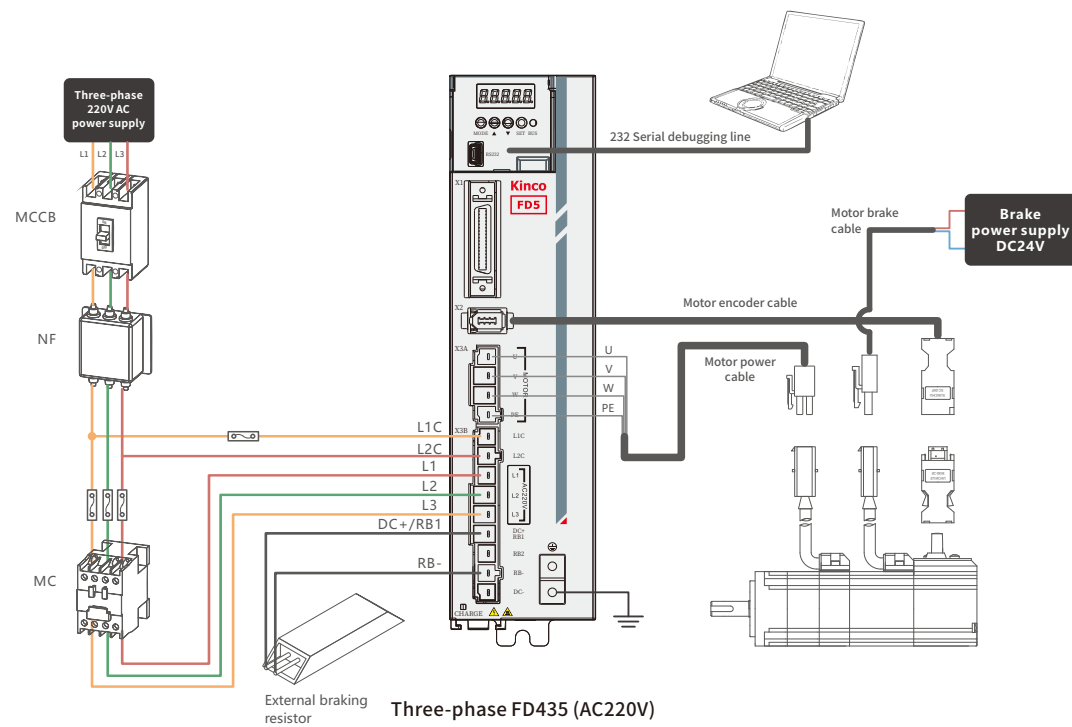 Three-phase
220V AC
power supply
L1 L2 L3
MCCB
NF
MC
MODE ▲ ▼ SET BUS
RS232
232 Serial debugging line
X1
Kinco
FD5
Motor brake
cable
Brake
power supply
DC24V
X2
Motor encoder cable
X3A
U
V
W
PE
MOTOR
U
V
W
PE
Motor power
cable
X3B
L1C
L2C
L1
L2
L3
DC+/RB1
RB-
L1C
L2C
L1
L2
L3
AC220V
DC+
RB1
RB2
RB-
DC-
CHARGE
External braking
resistor
Three-phase FD435 (AC220V)